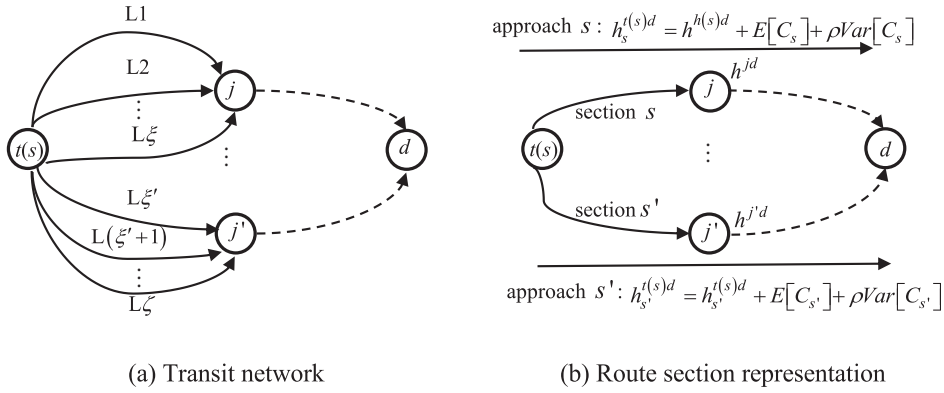 L1
L2
⋮
Lξ
Lξ'
L(ξ'+1)
⋮
Lζ
t(s)
j
⋮
j'
d
(a) Transit network
approach s : h_s^{t(s)d} = h^{h(s)d} + E[C_s] + ρVar[C_s]
h^{jd}
j
section s
t(s)
⋮
d
section s'
j'
h^{j'd}
approach s' : h_{s'}^{t(s)d} = h_{s'}^{t(s)d} + E[C_{s'}] + ρVar[C_{s'}]
(b) Route section representation